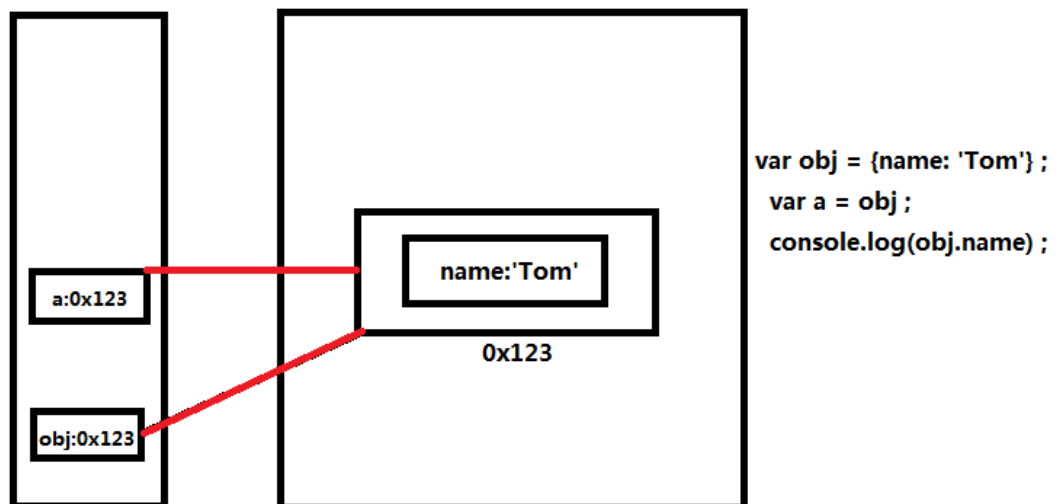 var obj = {name: 'Tom'} ;
var a = obj ;
console.log(obj.name) ;
name:'Tom'
a:0x123
0x123
obj:0x123